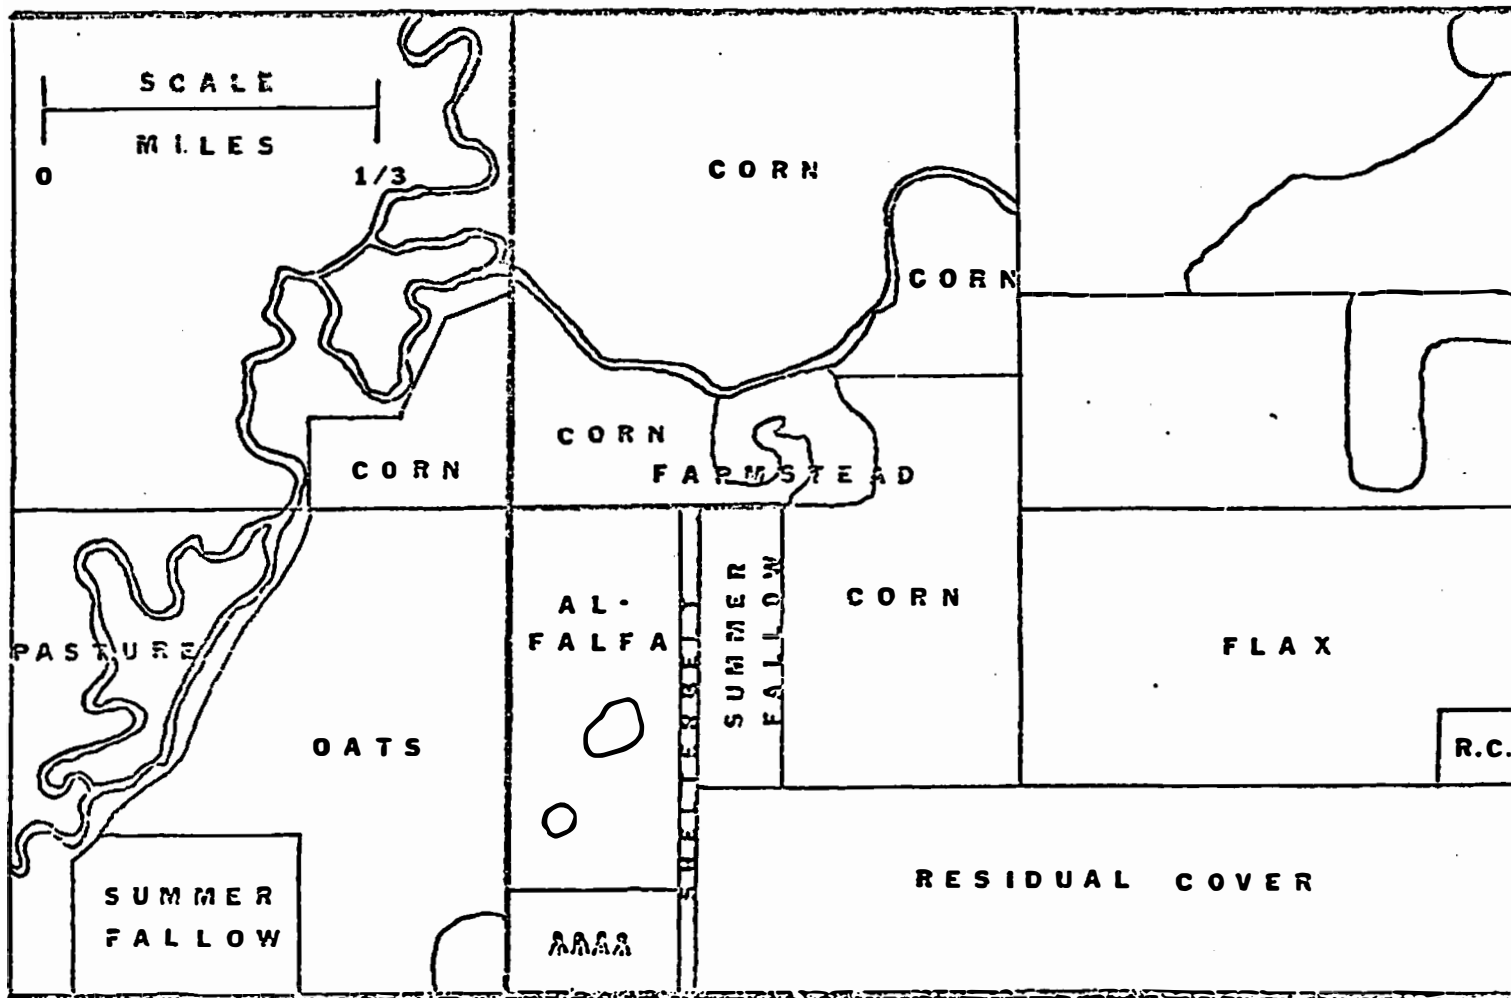 SCALE
MILES
0 1/3
CORN
CORN
CORN
CORN
FARMSTEAD
AL-
FALFA
SHELTERBELT
SUMMER
FALLOW
CORN
PASTURE
FLAX
OATS
R.C.
SUMMER
FALLOW
RESIDUAL COVER